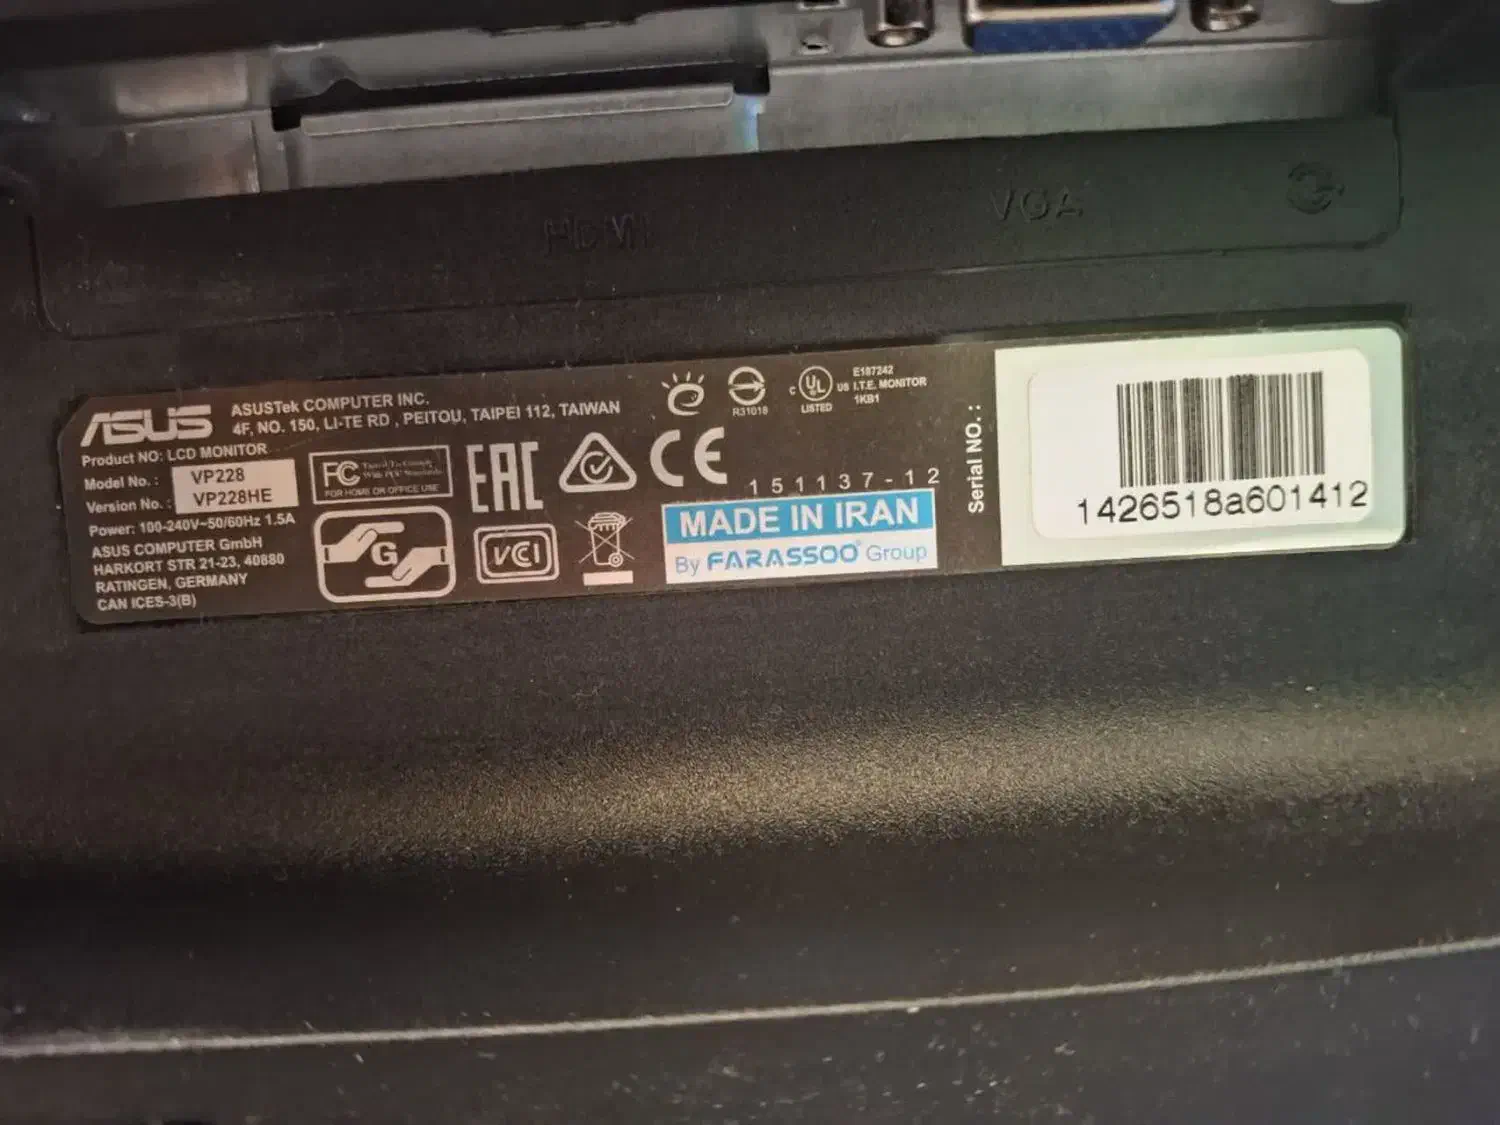 HDMI
VGA
ASUS
ASUSTek COMPUTER INC.
4F, NO. 150, LI-TE RD , PEITOU, TAIPEI 112, TAIWAN
Product NO: LCD MONITOR
Model No. : VP228
Version No. : VP228HE
Power: 100-240V~50/60Hz 1.5A
ASUS COMPUTER GmbH
HARKORT STR 21-23, 40880
RATINGEN, GERMANY
CAN ICES-3(B)
FC
FOR HOME OR OFFICE USE
G
EAC
VCI
CE
R31018
c UL US
LISTED
E187242
I.T.E. MONITOR
1KB1
151137-12
MADE IN IRAN
By FARASSOO® Group
Serial NO. :
1426518a601412